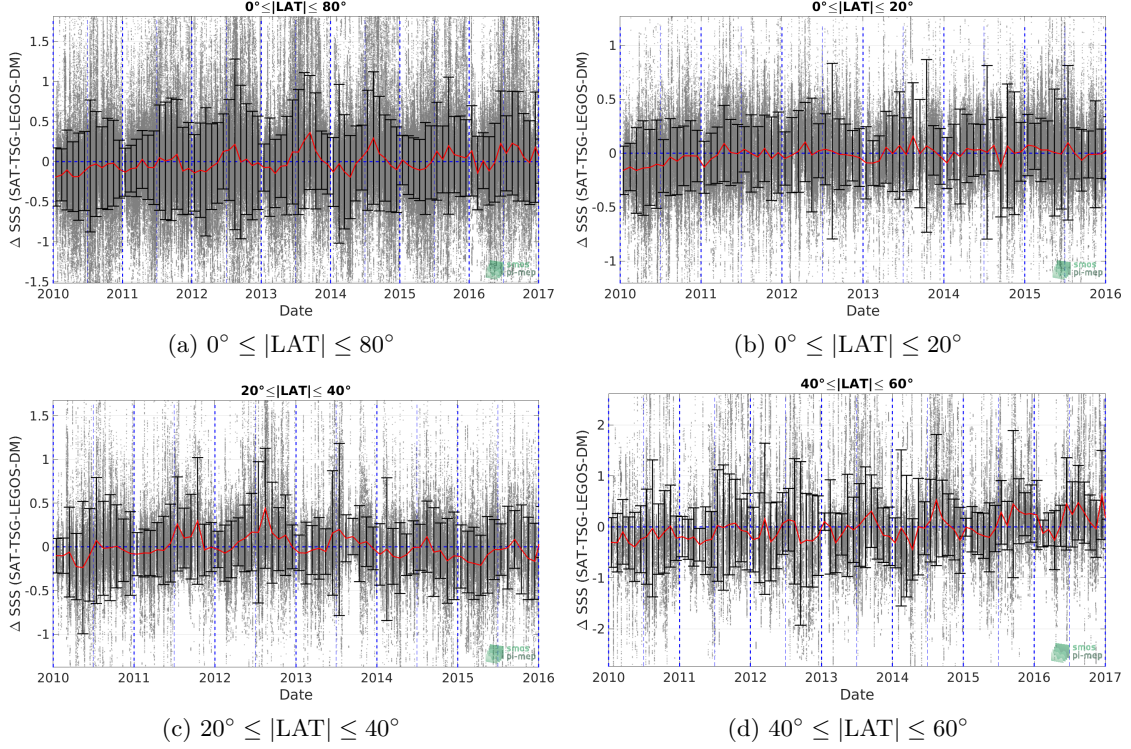 0°≤|LAT|≤ 80°
Δ SSS (SAT-TSG-LEGOS-DM)
1.5
1
0.5
0
-0.5
-1
-1.5
2010 2011 2012 2013 2014 2015 2016 2017
Date
smos
pi-mep
(a) 0° ≤ |LAT| ≤ 80°
0°≤|LAT|≤ 20°
Δ SSS (SAT-TSG-LEGOS-DM)
1
0.5
0
-0.5
-1
2010 2011 2012 2013 2014 2015 2016
Date
smos
pi-mep
(b) 0° ≤ |LAT| ≤ 20°
20°≤|LAT|≤ 40°
Δ SSS (SAT-TSG-LEGOS-DM)
1.5
1
0.5
0
-0.5
-1
2010 2011 2012 2013 2014 2015 2016
Date
smos
pi-mep
(c) 20° ≤ |LAT| ≤ 40°
40°≤|LAT|≤ 60°
Δ SSS (SAT-TSG-LEGOS-DM)
2
1
0
-1
-2
2010 2011 2012 2013 2014 2015 2016 2017
Date
smos
pi-mep
(d) 40° ≤ |LAT| ≤ 60°